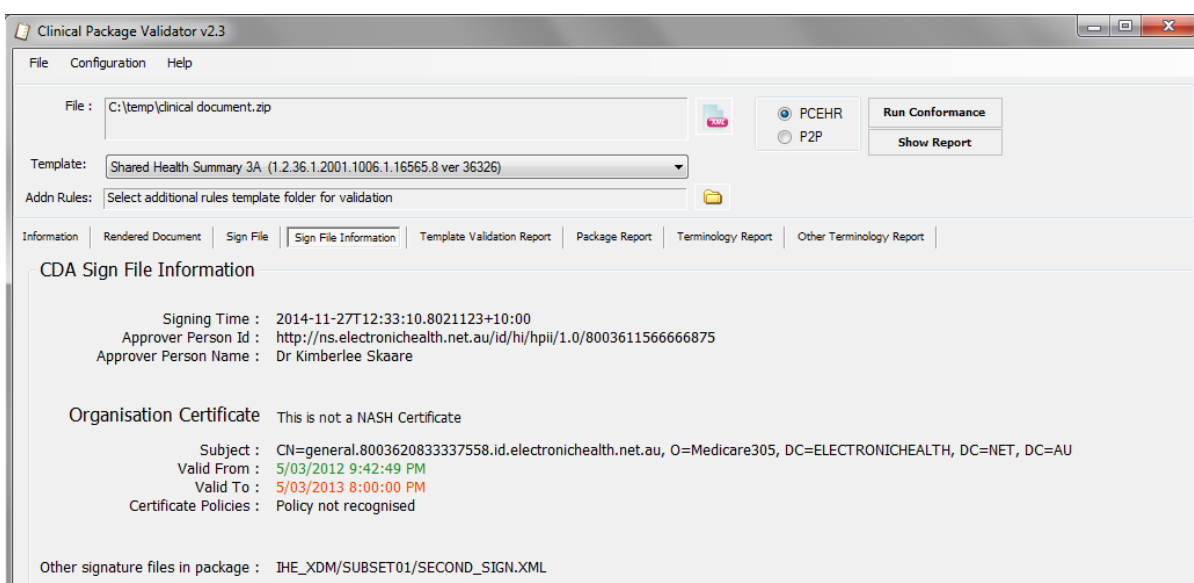 Clinical Package Validator v2.3
File Configuration Help
File : C:\temp\clinical document.zip
XML
PCEHR
P2P
Run Conformance
Show Report
Template: Shared Health Summary 3A (1.2.36.1.2001.1006.1.16565.8 ver 36326)
Addn Rules: Select additional rules template folder for validation
Information Rendered Document Sign File Sign File Information Template Validation Report Package Report Terminology Report Other Terminology Report
CDA Sign File Information
Signing Time : 2014-11-27T12:33:10.8021123+10:00
Approver Person Id : http://ns.electronichealth.net.au/id/hi/hpii/1.0/8003611566666875
Approver Person Name : Dr Kimberlee Skaare
Organisation Certificate This is not a NASH Certificate
Subject : CN=general.8003620833337558.id.electronichealth.net.au, O=Medicare305, DC=ELECTRONICHEALTH, DC=NET, DC=AU
Valid From : 5/03/2012 9:42:49 PM
Valid To : 5/03/2013 8:00:00 PM
Certificate Policies : Policy not recognised
Other signature files in package : IHE_XDM/SUBSET01/SECOND_SIGN.XML